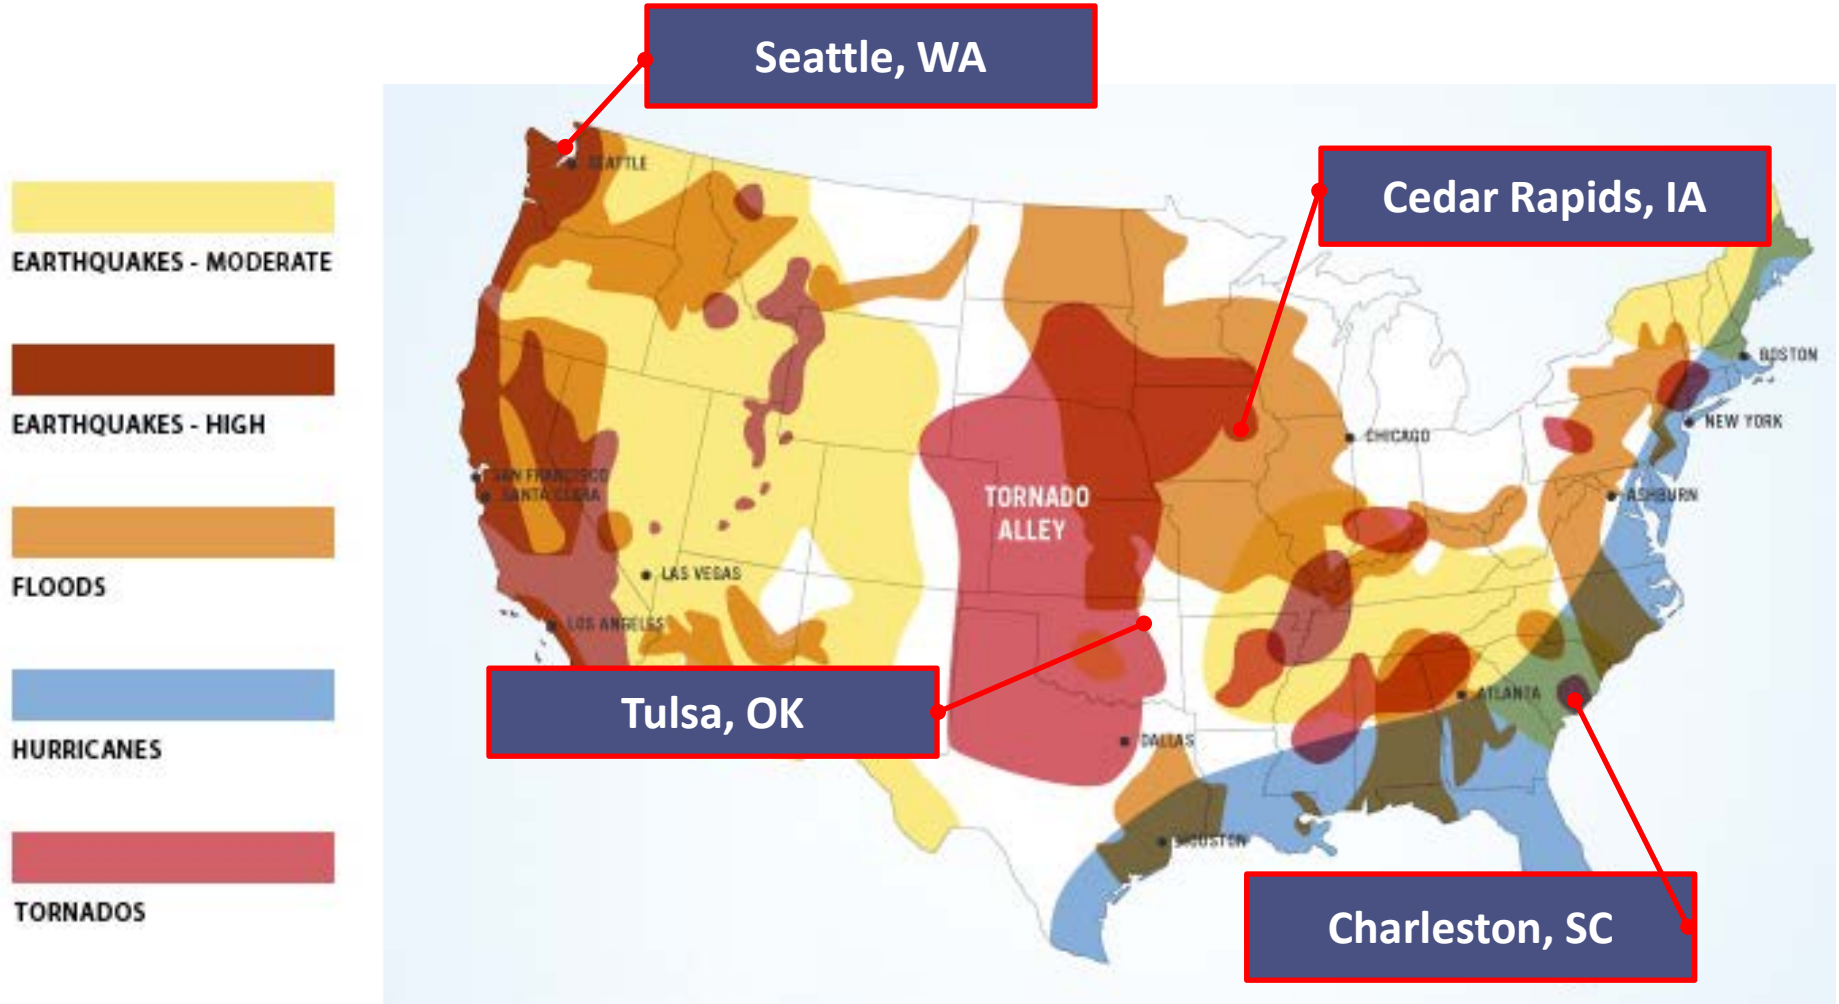 Seattle, WA
Cedar Rapids, IA
Tulsa, OK
Charleston, SC
EARTHQUAKES - MODERATE
EARTHQUAKES - HIGH
FLOODS
HURRICANES
TORNADOS
SEATTLE
BOSTON
NEW YORK
CHICAGO
SAN FRANCISCO
SANTA CLARA
ASHBURN
TORNADO
ALLEY
LAS VEGAS
LOS ANGELES
ATLANTA
DALLAS
HOUSTON